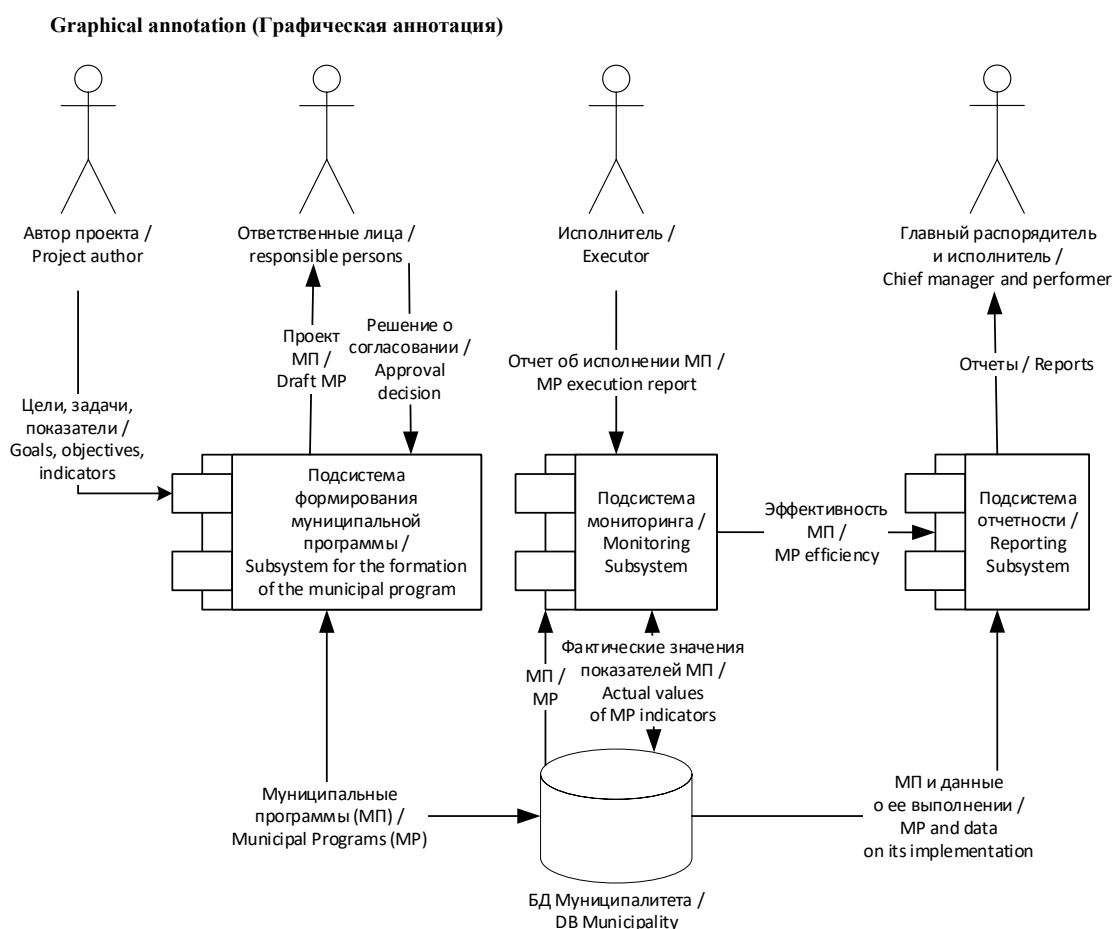 Graphical annotation (Графическая аннотация)
Автор проекта /
Project author
Ответственные лица /
responsible persons
Исполнитель /
Executor
Главный распорядитель
и исполнитель /
Chief manager and performer
Проект
МП /
Draft MP
Решение о
согласовании /
Approval
decision
Отчет об исполнении МП /
MP execution report
Отчеты / Reports
Цели, задачи,
показатели /
Goals, objectives,
indicators
Подсистема
формирования
муниципальной
программы /
Subsystem for the formation
of the municipal program
Подсистема
мониторинга /
Monitoring
Subsystem
Эффективность
МП /
MP efficiency
Подсистема
отчетности /
Reporting
Subsystem
МП /
MP
Фактические значения
показателей МП /
Actual values
of MP indicators
Муниципальные
программы (МП) /
Municipal Programs (MP)
МП и данные
о ее выполнении /
MP and data
on its implementation
БД Муниципалитета /
DB Municipality